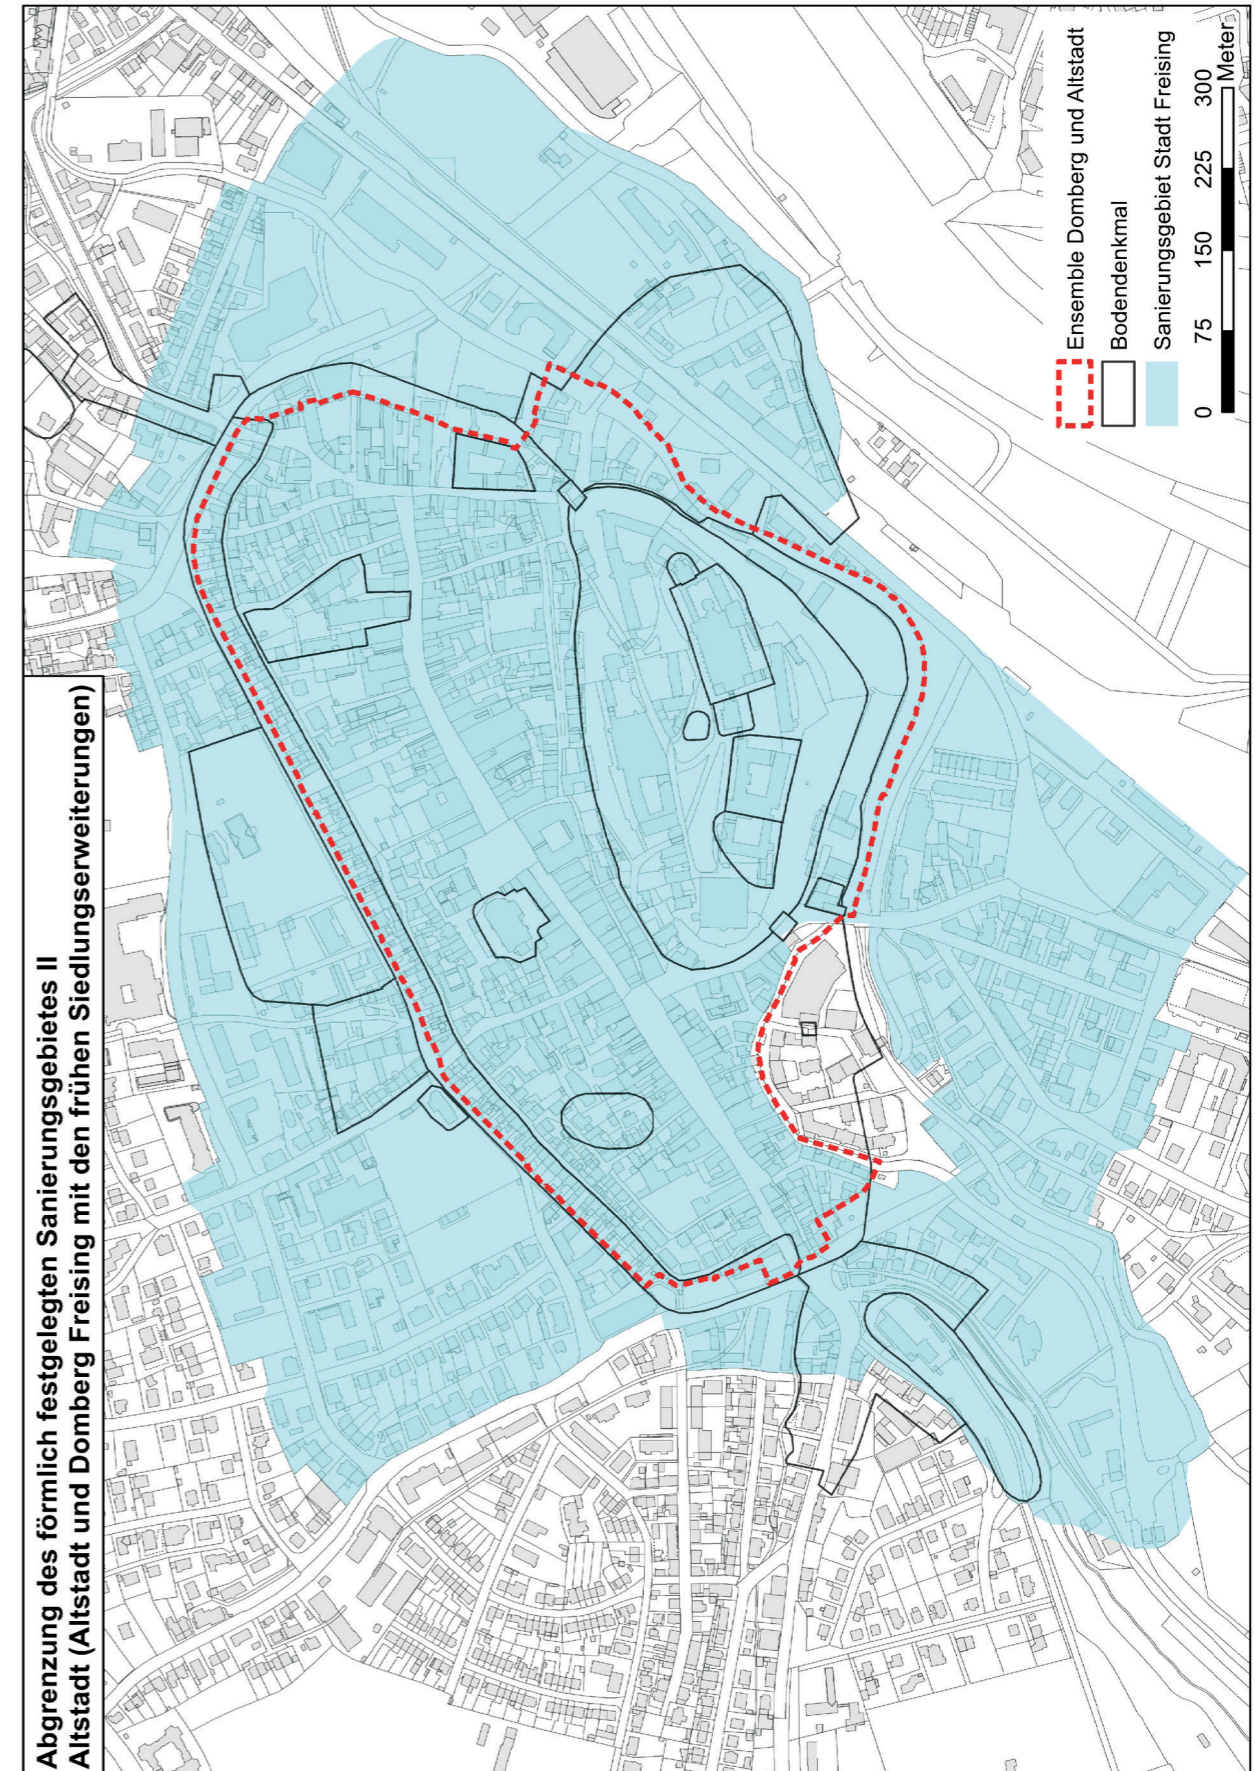 Abgrenzung des förmlich festgelegten Sanierungsgebietes II
Altstadt (Altstadt und Domberg Freising mit den frühen Siedlungserweiterungen)
Ensemble Domberg und Altstadt
Bodendenkmal
Sanierungsgebiet Stadt Freising
0 75 150 225 300
Meter